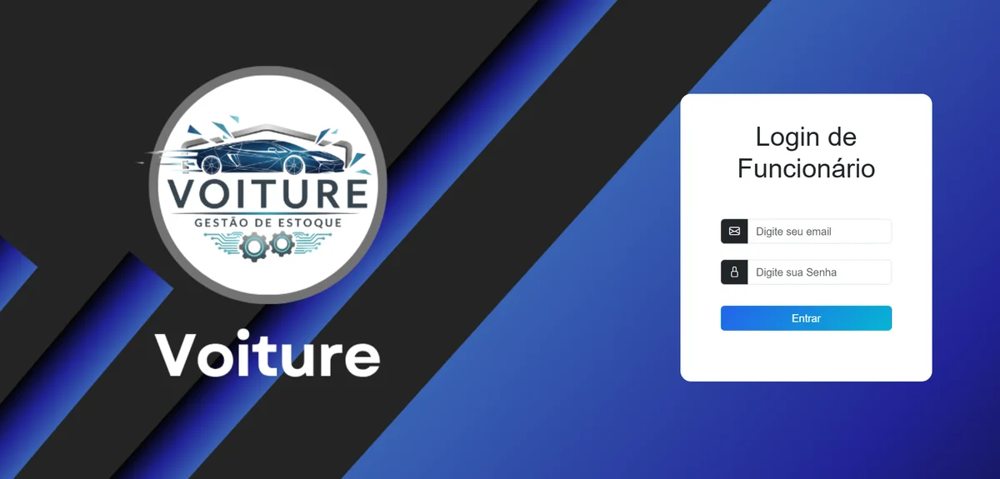 VOITURE
GESTÃO DE ESTOQUE
Voiture
Login de
Funcionário
Digite seu email
Digite sua Senha
Entrar